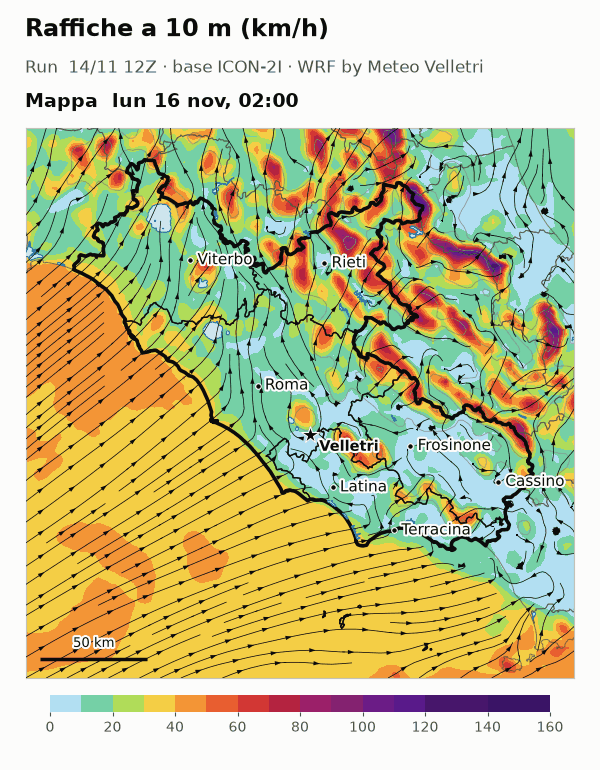 Raffiche a 10 m (km/h)
Run  14/11 12Z · base ICON-2I · WRF by Meteo Velletri
Mappa  lun 16 nov, 02:00
Viterbo
Rieti
Roma
Velletri
Frosinone
Latina
Cassino
Terracina
50 km
0 20 40 60 80 100 120 140 160